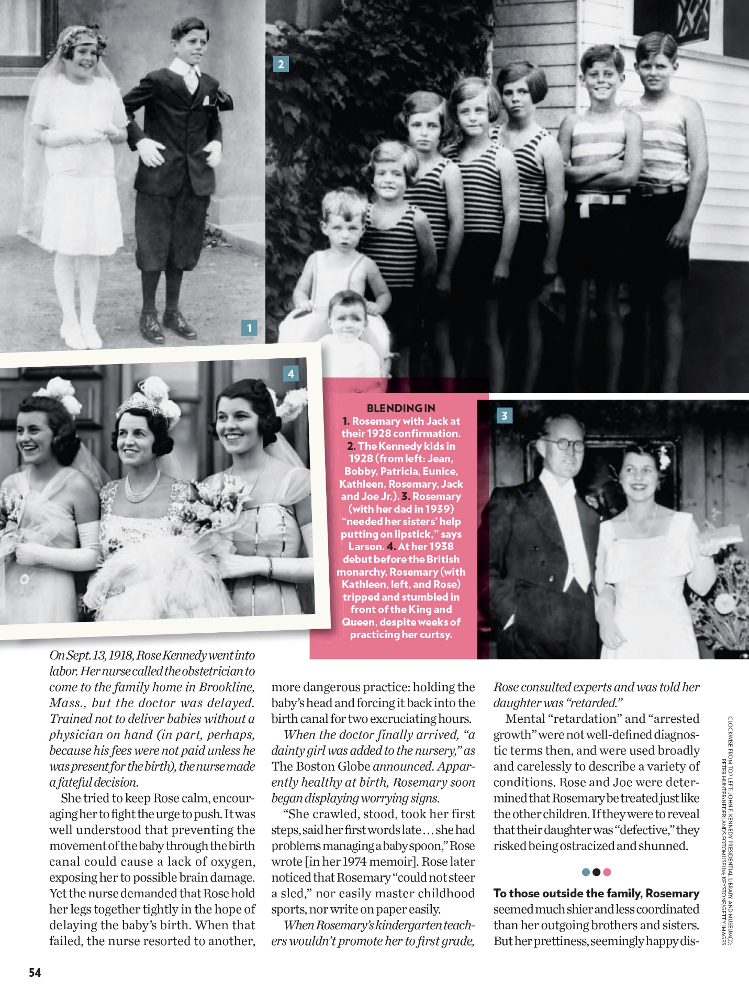 1
2
4
3
BLENDING IN
1. Rosemary with Jack at
their 1928 confirmation.
2. The Kennedy kids in
1928 (from left: Jean,
Bobby, Patricia, Eunice,
Kathleen, Rosemary, Jack
and Joe Jr.). 3. Rosemary
(with her dad in 1939)
“needed her sisters’ help
putting on lipstick,” says
Larson. 4. At her 1938
debut before the British
monarchy, Rosemary (with
Kathleen, left, and Rose)
tripped and stumbled in
front of the King and
Queen, despite weeks of
practicing her curtsy.
On Sept. 13, 1918, Rose Kennedy went into
labor. Her nurse called the obstetrician to
come to the family home in Brookline,
Mass., but the doctor was delayed.
Trained not to deliver babies without a
physician on hand (in part, perhaps,
because his fees were not paid unless he
was present for the birth), the nurse made
a fateful decision.
She tried to keep Rose calm, encour-
aging her to fight the urge to push. It was
well understood that preventing the
movement of the baby through the birth
canal could cause a lack of oxygen,
exposing her to possible brain damage.
Yet the nurse demanded that Rose hold
her legs together tightly in the hope of
delaying the baby’s birth. When that
failed, the nurse resorted to another,
more dangerous practice: holding the
baby’s head and forcing it back into the
birth canal for two excruciating hours.
When the doctor finally arrived, “a
dainty girl was added to the nursery,” as
The Boston Globe announced. Appar-
ently healthy at birth, Rosemary soon
began displaying worrying signs.
“She crawled, stood, took her first
steps, said her first words late . . . she had
problems managing a baby spoon,” Rose
wrote [in her 1974 memoir]. Rose later
noticed that Rosemary “could not steer
a sled,” nor easily master childhood
sports, nor write on paper easily.
When Rosemary’s kindergarten teach-
ers wouldn’t promote her to first grade,
Rose consulted experts and was told her
daughter was “retarded.”
Mental “retardation” and “arrested
growth” were not well-defined diagnos-
tic terms then, and were used broadly
and carelessly to describe a variety of
conditions. Rose and Joe were deter-
mined that Rosemary be treated just like
the other children. If they were to reveal
that their daughter was “defective,” they
risked being ostracized and shunned.
To those outside the family, Rosemary
seemed much shier and less coordinated
than her outgoing brothers and sisters.
But her prettiness, seemingly happy dis-
CLOCKWISE FROM TOP LEFT: JOHN F. KENNEDY PRESIDENTIAL LIBRARY AND MUSEUM(2);
PETER HUNTER/NEDERLANDS FOTOMUSEUM; KEYSTONE/GETTY IMAGES
54